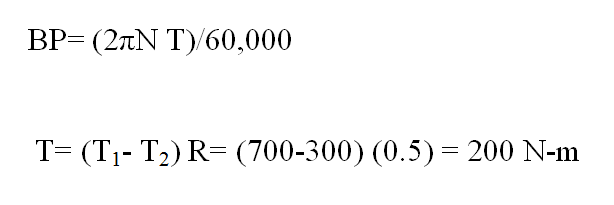 BP= (2πN T)/60,000
T= (T₁- T₂) R= (700-300) (0.5) = 200 N-m